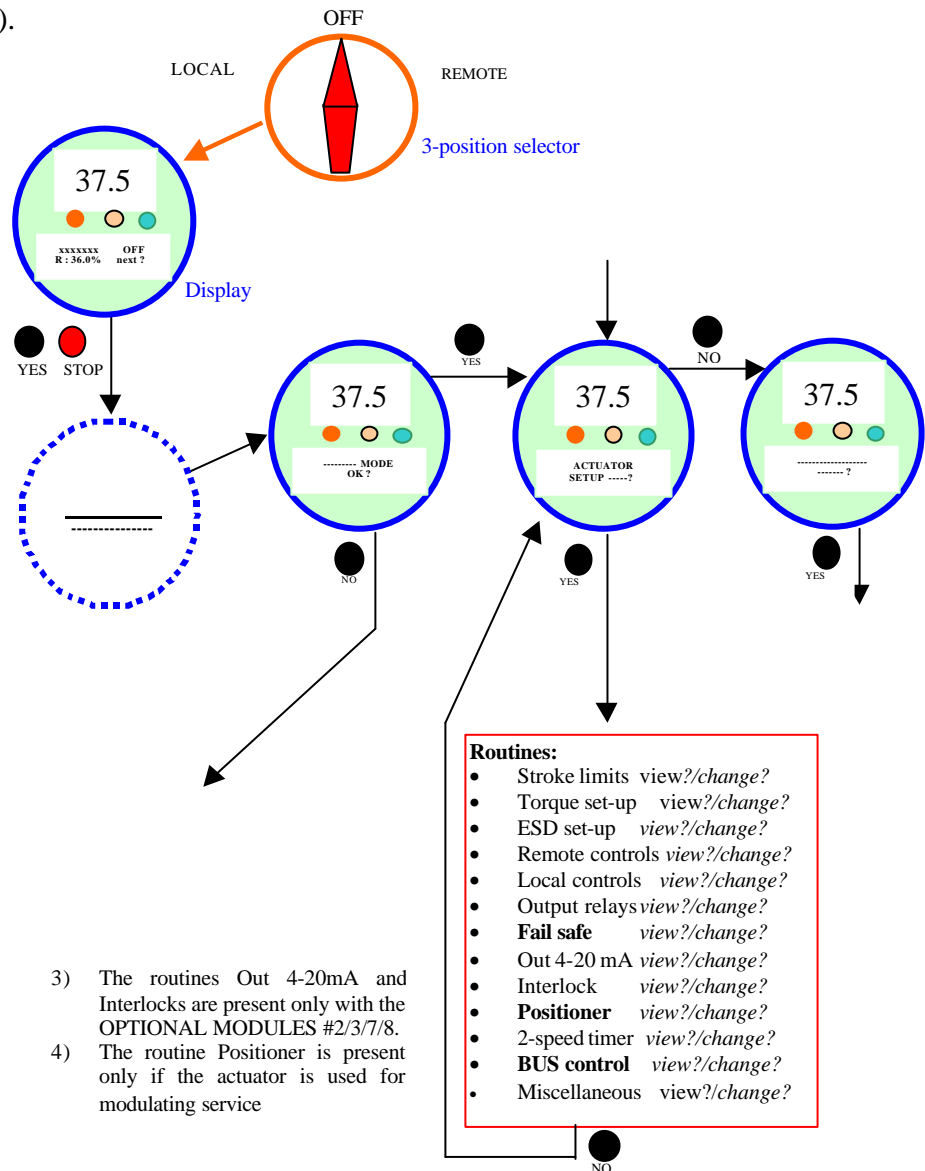 ).
OFF
LOCAL
REMOTE
3-position selector
37.5
xxxxxxx OFF
R : 36.0% next ?
Display
YES STOP
YES
NO
37.5
--------- MODE
OK ?
37.5
ACTUATOR
SETUP -----?
37.5
------------------
------- ?
---------------
NO
YES
YES
Routines:
• Stroke limits view?/change?
• Torque set-up view?/change?
• ESD set-up view?/change?
• Remote controls view?/change?
• Local controls view?/change?
• Output relays view?/change?
• Fail safe view?/change?
• Out 4-20 mA view?/change?
• Interlock view?/change?
• Positioner view?/change?
• 2-speed timer view?/change?
• BUS control view?/change?
• Miscellaneous view?/change?
3) The routines Out 4-20mA and
Interlocks are present only with the
OPTIONAL MODULES #2/3/7/8.
4) The routine Positioner is present
only if the actuator is used for
modulating service
NO